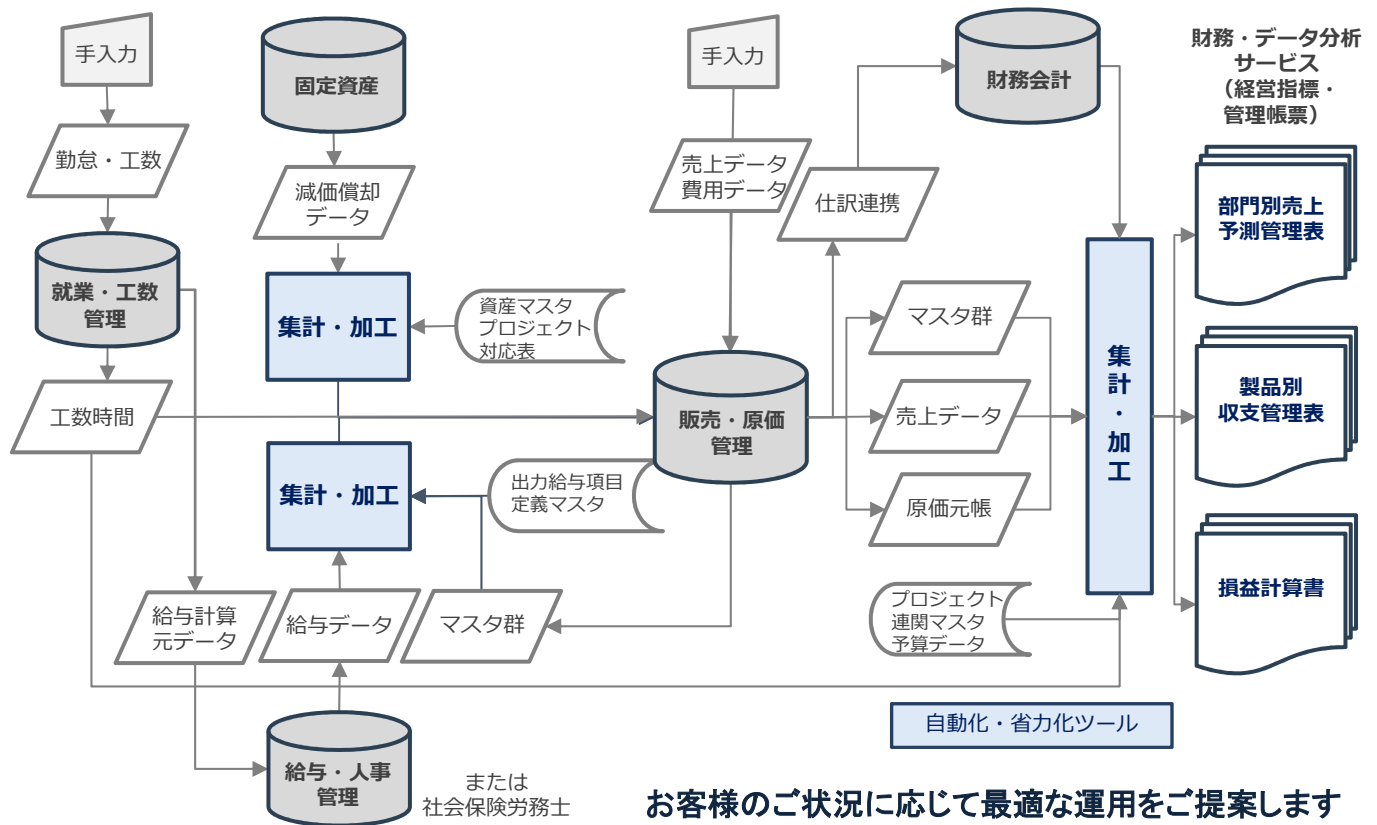 手入力
固定資産
手入力
財務会計
財務・データ分析
サービス
（経営指標・
管理帳票）
勤怠・工数
減価償却
データ
売上データ
費用データ
仕訳連携
部門別売上
予測管理表
就業・工数
管理
集計・加工
資産マスタ
プロジェクト
対応表
マスタ群
集計・加工
工数時間
販売・原価
管理
売上データ
製品別
収支管理表
集計・加工
出力給与項目
定義マスタ
原価元帳
給与計算
元データ
給与データ
マスタ群
プロジェクト
連関マスタ
予算データ
損益計算書
自動化・省力化ツール
給与・人事
管理
または
社会保険労務士
お客様のご状況に応じて最適な運用をご提案します